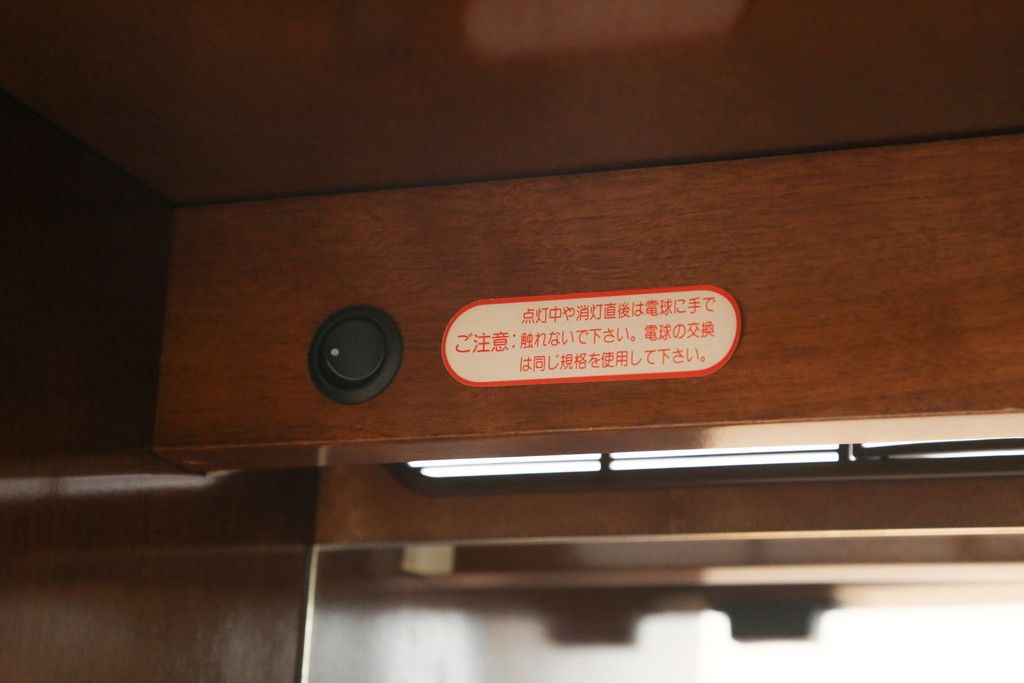 点灯中や消灯直後は電球に手で
ご注意:触れないで下さい。電球の交換
は同じ規格を使用して下さい。